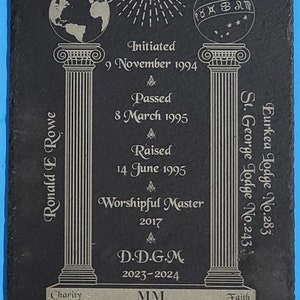 Initiated
9 November 1994
Passed
8 March 1995
Raised
14 June 1995
Worshipful Master
2017
D.D.G.M.
2023-2024
Ronald E Rowe
Eurkea Lodge No.283
St. George Lodge No.243
Charity
MM
Faith